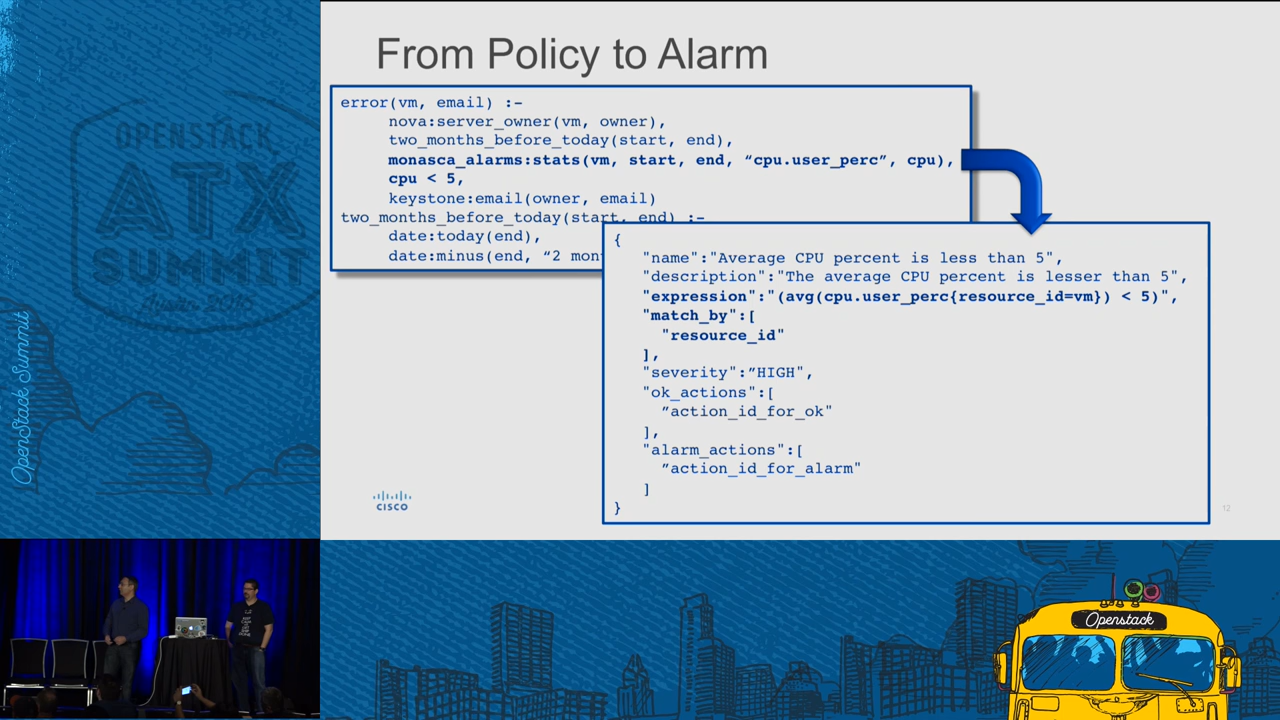 From Policy to Alarm
error(vm, email) :-
nova:server_owner(vm, owner),
two_months_before_today(start, end),
monasca_alarms:stats(vm, start, end, “cpu.user_perc”, cpu),
cpu < 5,
keystone:email(owner, email)
two_months_before_today(start, end) :-
date:today(end),
date:minus(end, “2 mon
{
"name":"Average CPU percent is less than 5",
"description":"The average CPU percent is lesser than 5",
"expression":"(avg(cpu.user_perc{resource_id=vm}) < 5)",
"match_by":[
"resource_id"
],
"severity":”HIGH",
"ok_actions":[
”action_id_for_ok"
],
"alarm_actions":[
”action_id_for_alarm"
]
}
CISCO
12
OPENSTACK
ATX
SUMMIT
OpenStack Summit
Openstack